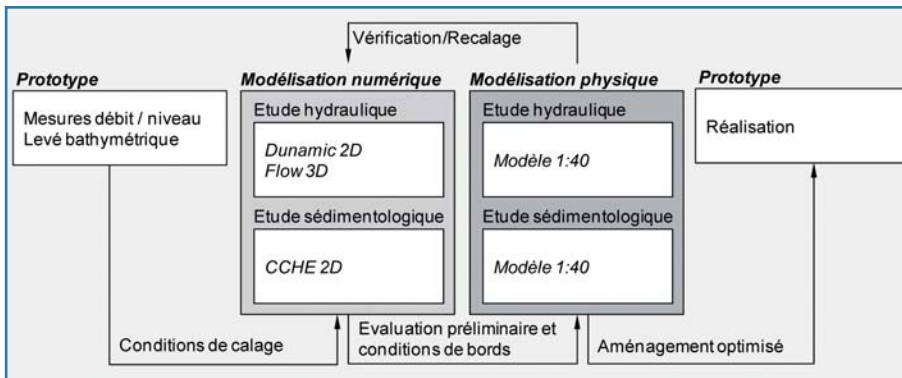 Vérification/Recalage
Prototype
Modélisation numérique
Modélisation physique
Prototype
Mesures débit / niveau
Levé bathymétrique
Etude hydraulique
Dunamic 2D
Flow 3D
Etude sédimentologique
CCHE 2D
Etude hydraulique
Modèle 1:40
Etude sédimentologique
Modèle 1:40
Réalisation
Conditions de calage
Evaluation préliminaire et
conditions de bords
Aménagement optimisé